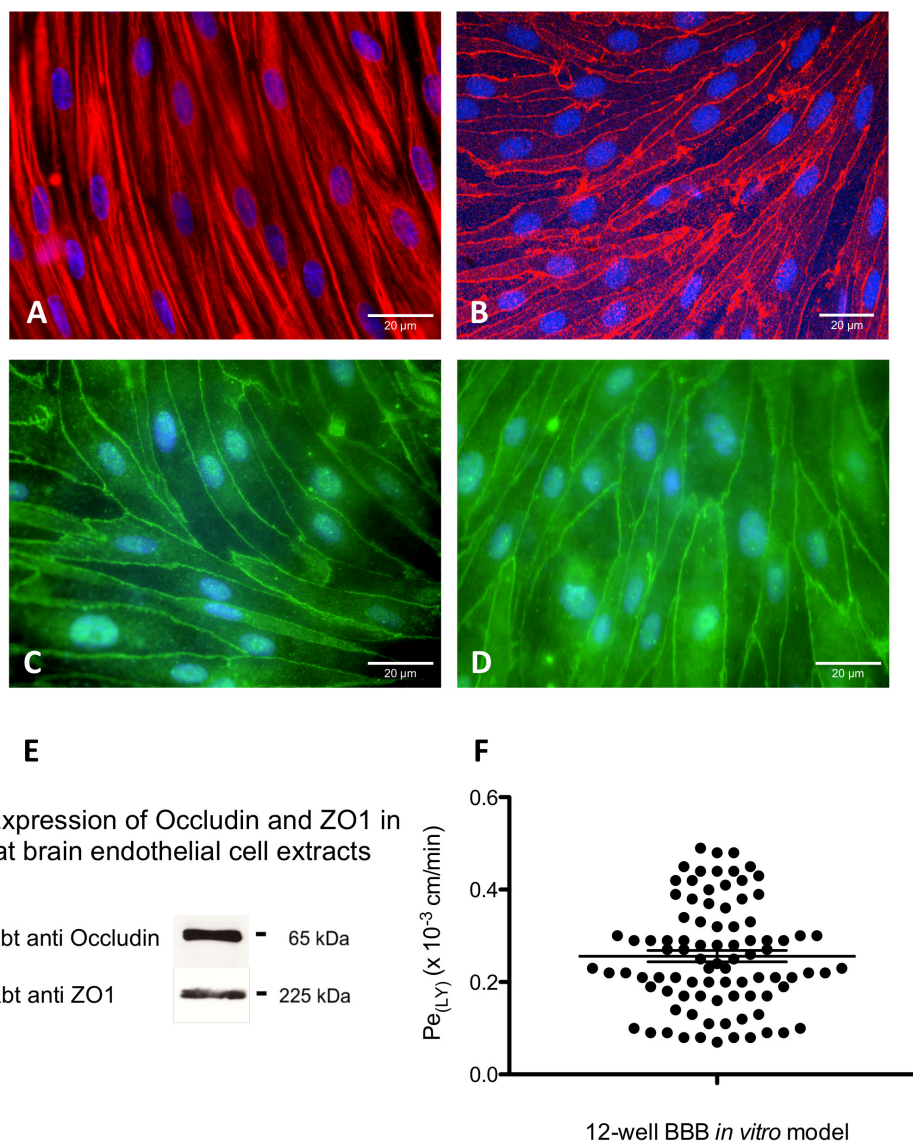 A
20 µm
B
20 µm
C
20 µm
D
20 µm
E
xpression of Occludin and ZO1 in
at brain endothelial cell extracts
bt anti Occludin
65 kDa
bt anti ZO1
225 kDa
F
Pe(LY) (x 10-3 cm/min)
0.6
0.4
0.2
0.0
12-well BBB in vitro model